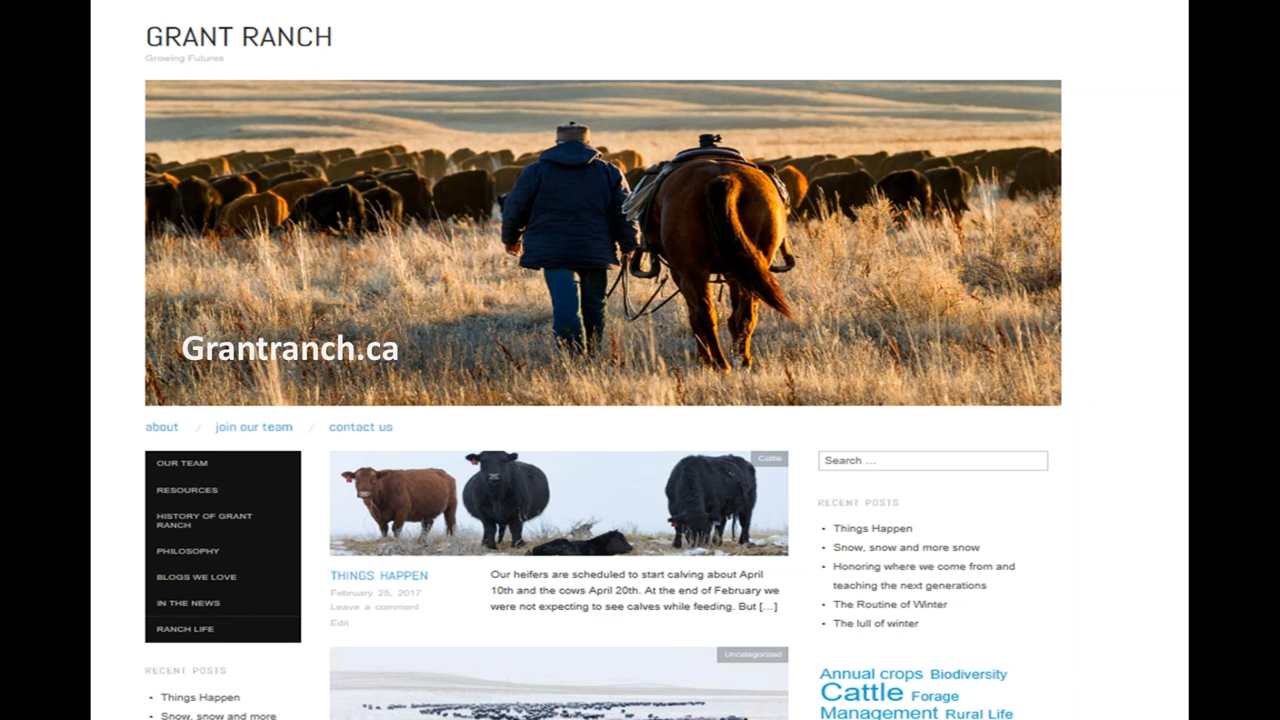 GRANT RANCH
Growing Futures
Grantranch.ca
about / join our team / contact us
OUR TEAM
RESOURCES
HISTORY OF GRANT
RANCH
PHILOSOPHY
BLOGS WE LOVE
IN THE NEWS
RANCH LIFE
RECENT POSTS
• Things Happen
• Snow, snow and more
Cattle
THINGS HAPPEN
February 25, 2017
Leave a comment
Edit
Our heifers are scheduled to start calving about April
10th and the cows April 20th. At the end of February we
were not expecting to see calves while feeding. But [...]
Uncategorized
Search ...
RECENT POSTS
• Things Happen
• Snow, snow and more snow
• Honoring where we come from and
teaching the next generations
• The Routine of Winter
• The lull of winter
Annual crops Biodiversity
Cattle Forage
Management Rural Life